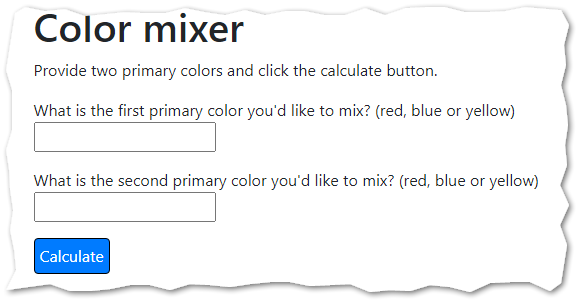 Color mixer
Provide two primary colors and click the calculate button.
What is the first primary color you'd like to mix? (red, blue or yellow)
What is the second primary color you'd like to mix? (red, blue or yellow)
Calculate